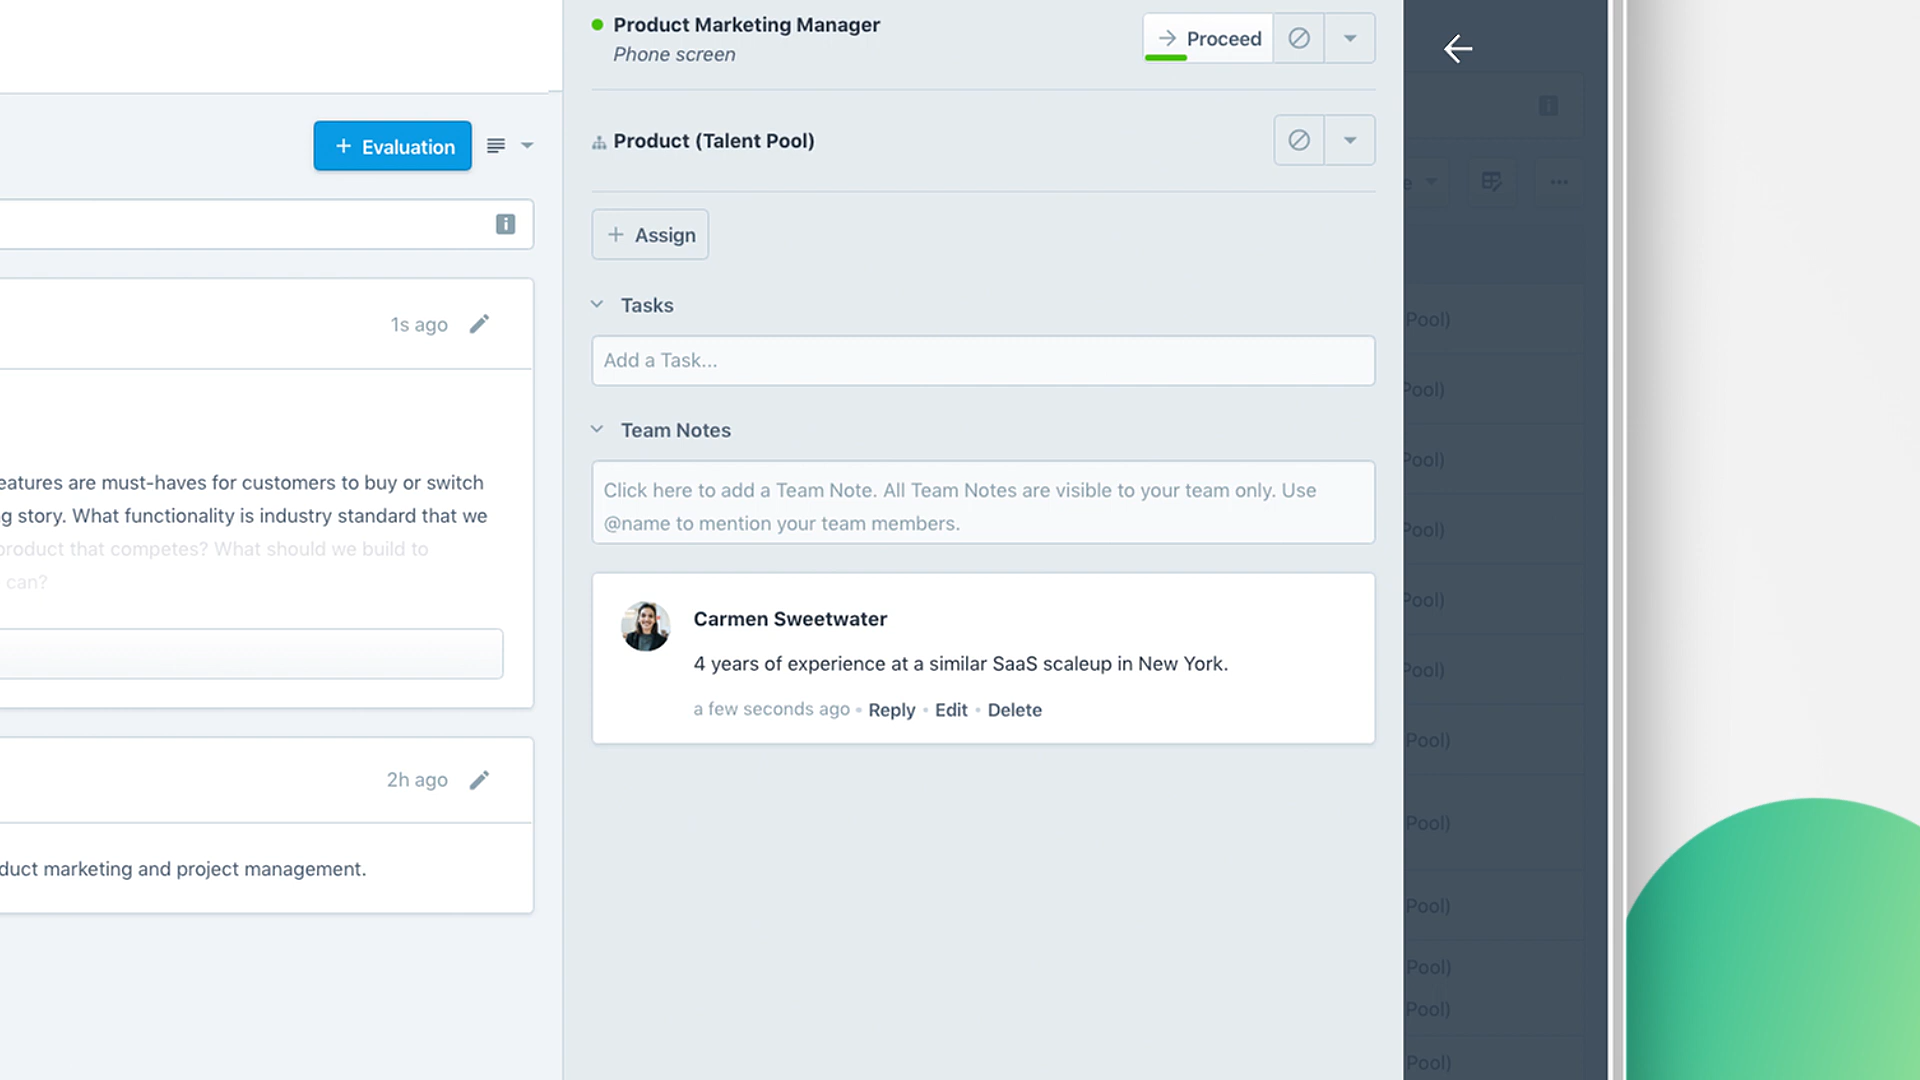 Product Marketing Manager
Phone screen
Proceed
Product (Talent Pool)
+ Evaluation
+ Assign
1s ago
eatures are must-haves for customers to buy or switch
g story. What functionality is industry standard that we
product that competes? What should we build to
can?
2h ago
duct marketing and project management.
Tasks
Add a Task...
Team Notes
Click here to add a Team Note. All Team Notes are visible to your team only. Use
@name to mention your team members.
Carmen Sweetwater
4 years of experience at a similar SaaS scaleup in New York.
a few seconds ago • Reply • Edit • Delete
e
Pool)
Pool)
Pool)
Pool)
Pool)
Pool)
Pool)
Pool)
Pool)
Pool)
Pool)
Pool)